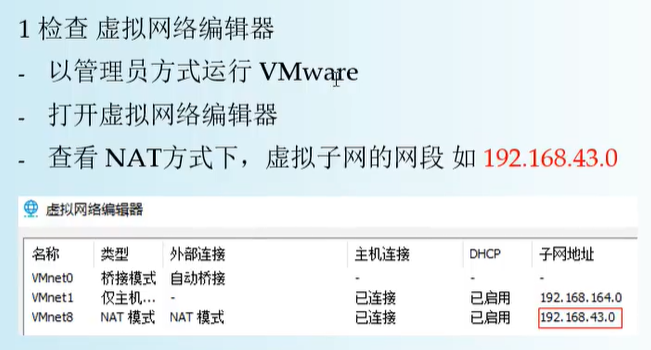 1 检查 虚拟网络编辑器
- 以管理员方式运行 VMware
- 打开虚拟网络编辑器
- 查看 NAT方式下，虚拟子网的网段 如 192.168.43.0
虚拟网络编辑器
名称 类型 外部连接 主机连接 DHCP 子网地址
VMnet0 桥接模式 自动桥接 - - -
VMnet1 仅主机... - 已连接 已启用 192.168.164.0
VMnet8 NAT 模式 NAT 模式 已连接 已启用 192.168.43.0